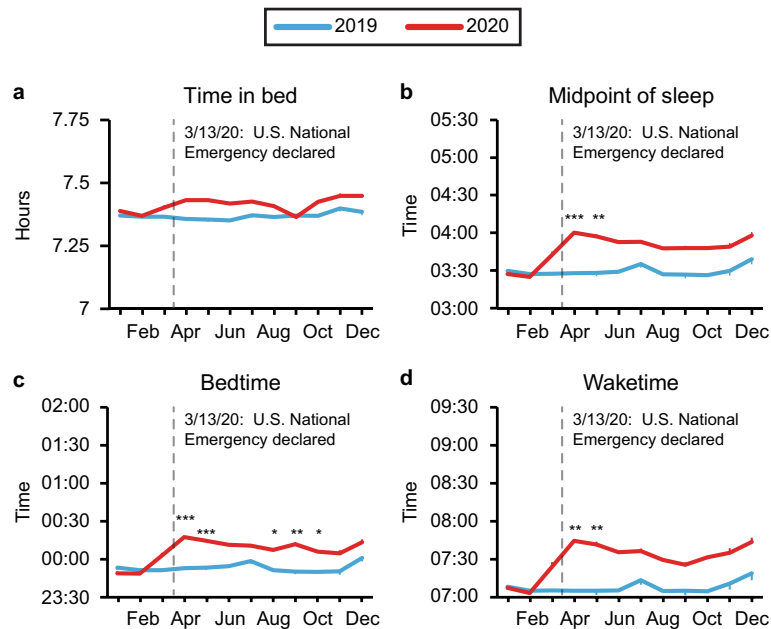 2019 2020
a Time in bed
7.75
7.5
7.25
7
Hours
3/13/20: U.S. National
Emergency declared
Feb Apr Jun Aug Oct Dec
b Midpoint of sleep
05:30
05:00
04:30
04:00
03:30
03:00
Time
3/13/20: U.S. National
Emergency declared
*** **
Feb Apr Jun Aug Oct Dec
c Bedtime
02:00
01:30
01:00
00:30
00:00
23:30
Time
3/13/20: U.S. National
Emergency declared
*** *** * ** *
Feb Apr Jun Aug Oct Dec
d Waketime
09:30
09:00
08:30
08:00
07:30
07:00
Time
3/13/20: U.S. National
Emergency declared
** **
Feb Apr Jun Aug Oct Dec